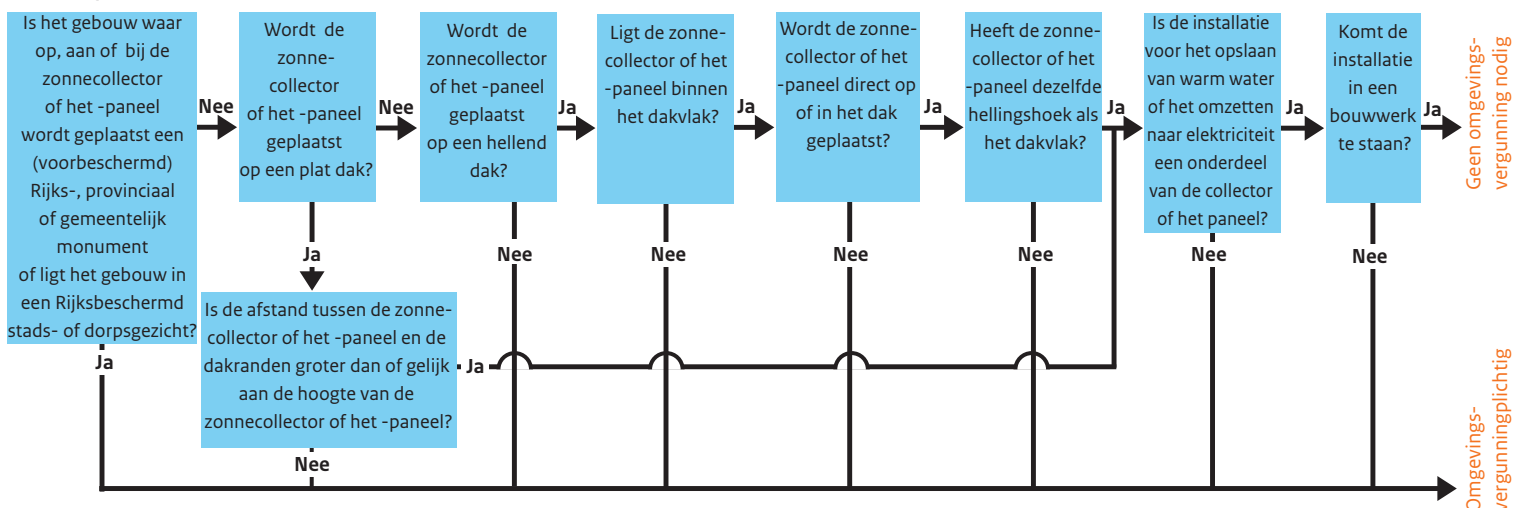 Is het gebouw waar
op, aan of bij de
zonnecollector
of het -paneel
wordt geplaatst een
(voorbeschermd)
Rijks-, provinciaal
of gemeentelijk
monument
of ligt het gebouw in
een Rijksbeschermd
stads- of dorpsgezicht?
Nee
Ja
Wordt de
zonne-
collector
of het -paneel
geplaatst
op een plat dak?
Nee
Ja
Is de afstand tussen de zonne-
collector of het -paneel en de
dakranden groter dan of gelijk
aan de hoogte van de
zonnecollector of het -paneel?
Ja
Nee
Wordt de
zonnecollector
of het -paneel
geplaatst
op een hellend
dak?
Ja
Nee
Ligt de zonne-
collector of het
-paneel binnen
het dakvlak?
Ja
Nee
Wordt de zonne-
collector of het
-paneel direct op
of in het dak
geplaatst?
Ja
Nee
Heeft de zonne-
collector of het
-paneel dezelfde
hellingshoek als
het dakvlak?
Ja
Nee
Is de installatie
voor het opslaan
van warm water
of het omzetten
naar elektriciteit
een onderdeel
van de collector
of het paneel?
Ja
Nee
Komt de
installatie
in een
bouwwerk
te staan?
Ja
Nee
Geen omgevings-
vergunning nodig
Omgevings-
vergunningplichtig